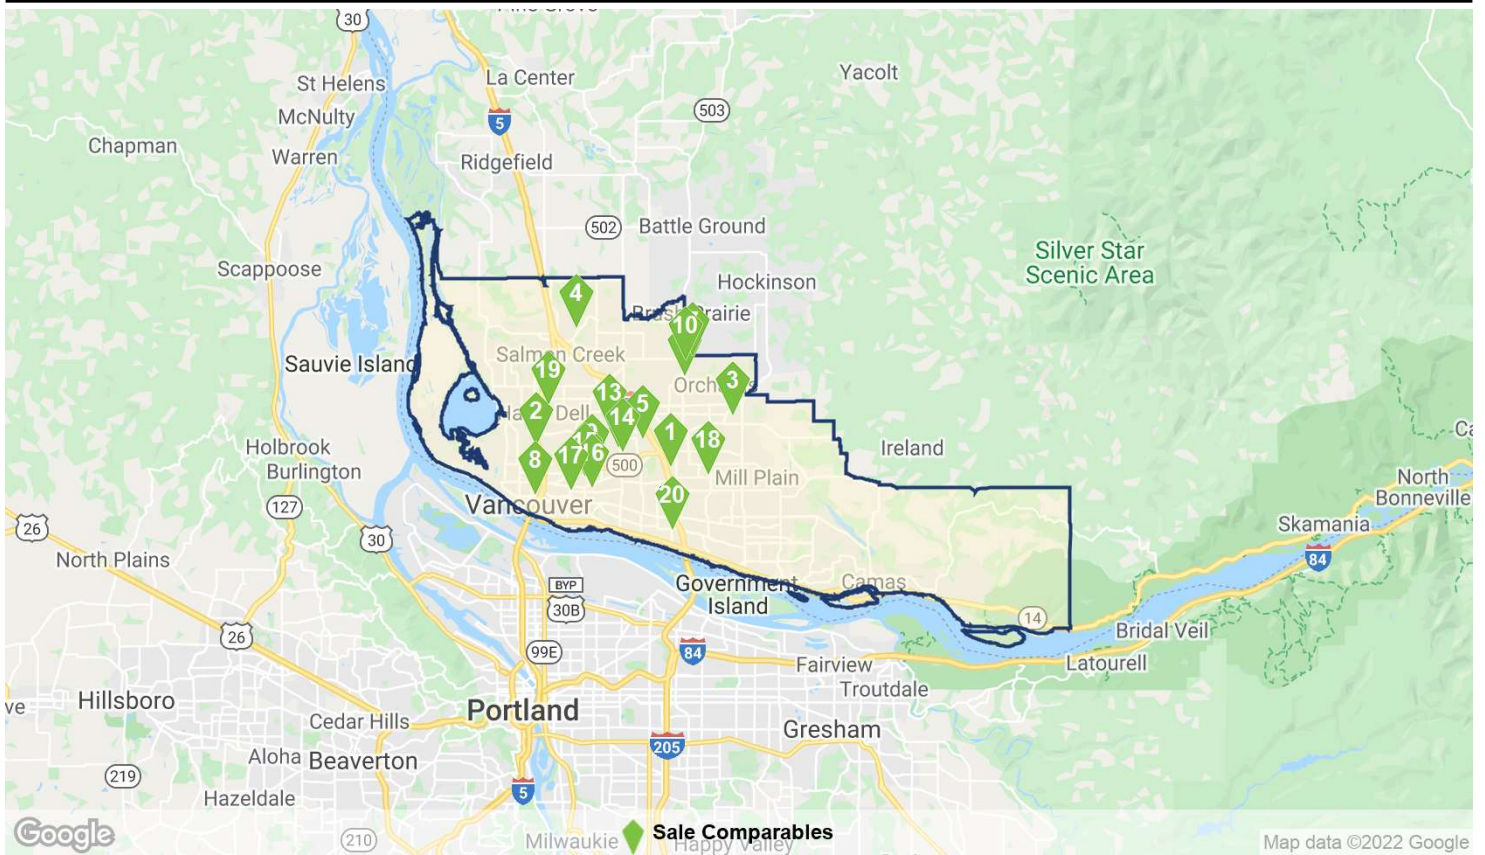 30
St Helens
La Center
Yacolt
McNulty
503
5
Chapman
Warren
Ridgefield
502
Battle Ground
Silver Star
Scenic Area
Scappoose
Hockinson
4
10
Sauvie Island
Salmon Creek
19
3
13
2
5
14
1
18
Holbrook
Ireland
8
17
16
500
Burlington
Mill Plain
20
North
Bonneville
Vancouver
127
26
30
Skamania
North Plains
84
Government
Island
Camas
BYP
30B
14
26
99E
84
Bridal Veil
Fairview
Latourell
Troutdale
Hillsboro
Portland
Cedar Hills
Gresham
205
Aloha
Beaverton
219
5
Hazeldale
Google
210
Milwaukie
Sale Comparables
Happy Valley
Map data ©2022 Google